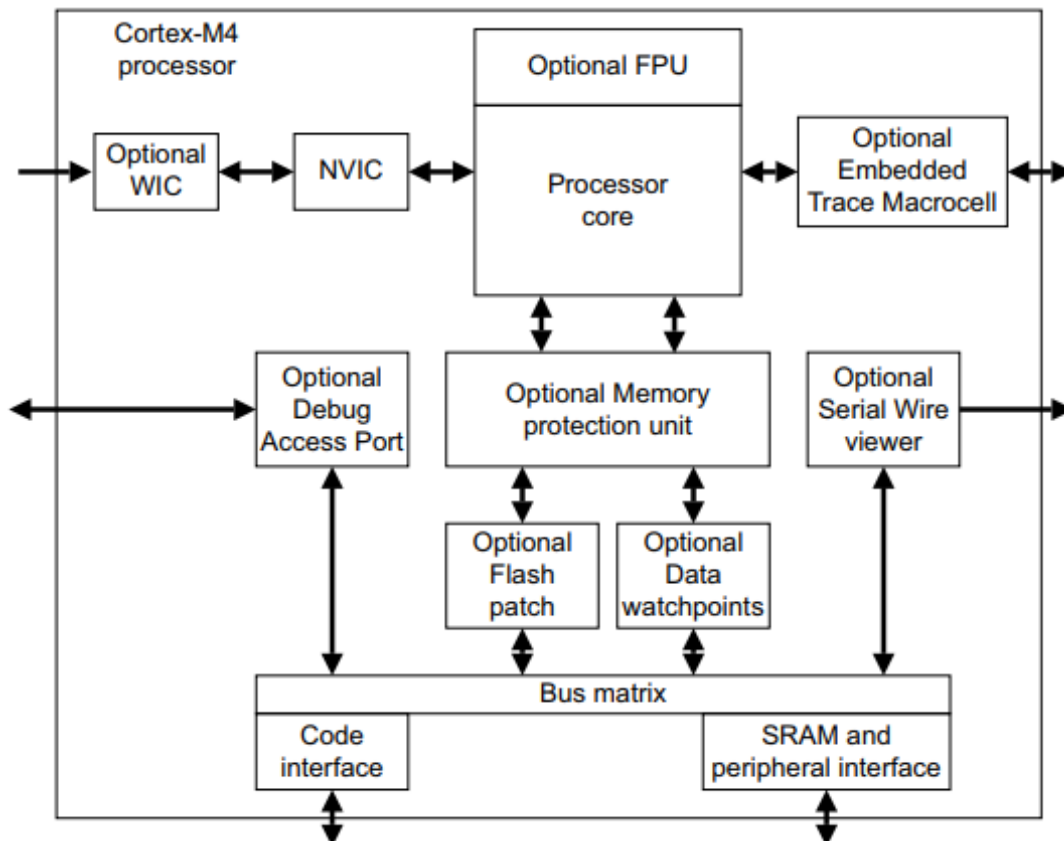 Cortex-M4
processor
Optional FPU
Optional
WIC
NVIC
Processor
core
Optional
Embedded
Trace Macrocell
Optional
Debug
Access Port
Optional Memory
protection unit
Optional
Serial Wire
viewer
Optional
Flash
patch
Optional
Data
watchpoints
Bus matrix
Code
interface
SRAM and
peripheral interface